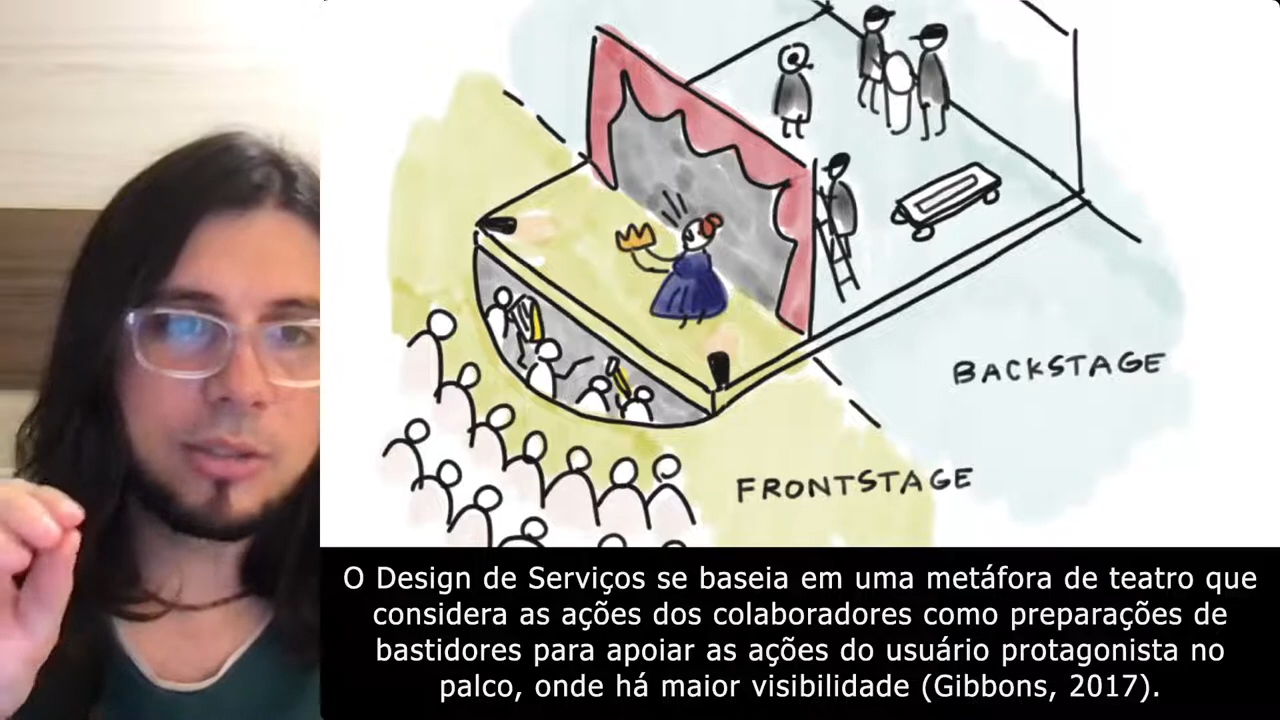 BACKSTAGE
FRONTSTAGE
O Design de Serviços se baseia em uma metáfora de teatro que
considera as ações dos colaboradores como preparações de
bastidores para apoiar as ações do usuário protagonista no
palco, onde há maior visibilidade (Gibbons, 2017).